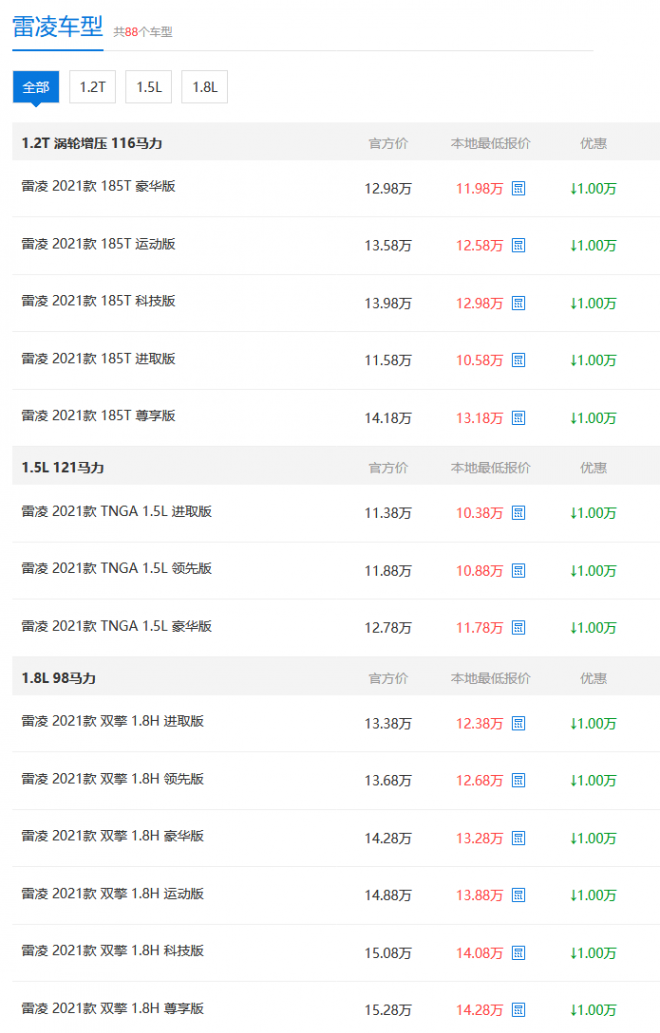 雷凌车型 共88个车型
全部 1.2T 1.5L 1.8L
1.2T 涡轮增压 116马力 官方价 本地最低报价 优惠
雷凌 2021款 185T 豪华版 12.98万 11.98万 ↓1.00万
雷凌 2021款 185T 运动版 13.58万 12.58万 ↓1.00万
雷凌 2021款 185T 科技版 13.98万 12.98万 ↓1.00万
雷凌 2021款 185T 进取版 11.58万 10.58万 ↓1.00万
雷凌 2021款 185T 尊享版 14.18万 13.18万 ↓1.00万
1.5L 121马力 官方价 本地最低报价 优惠
雷凌 2021款 TNGA 1.5L 进取版 11.38万 10.38万 ↓1.00万
雷凌 2021款 TNGA 1.5L 领先版 11.88万 10.88万 ↓1.00万
雷凌 2021款 TNGA 1.5L 豪华版 12.78万 11.78万 ↓1.00万
1.8L 98马力 官方价 本地最低报价 优惠
雷凌 2021款 双擎 1.8H 进取版 13.38万 12.38万 ↓1.00万
雷凌 2021款 双擎 1.8H 领先版 13.68万 12.68万 ↓1.00万
雷凌 2021款 双擎 1.8H 豪华版 14.28万 13.28万 ↓1.00万
雷凌 2021款 双擎 1.8H 运动版 14.88万 13.88万 ↓1.00万
雷凌 2021款 双擎 1.8H 科技版 15.08万 14.08万 ↓1.00万
雷凌 2021款 双擎 1.8H 尊享版 15.28万 14.28万 ↓1.00万